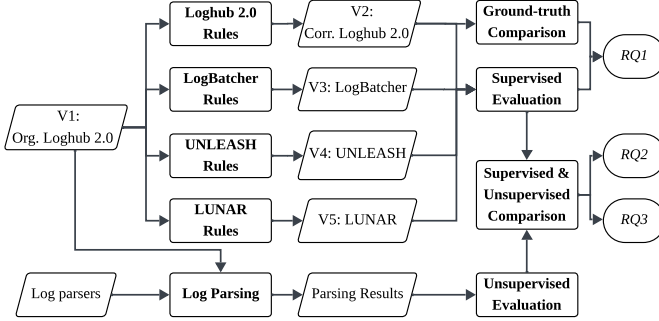 Loghub 2.0
Rules
V2:
Corr. Loghub 2.0
Ground-truth
Comparison
RQ1
LogBatcher
Rules
V3: LogBatcher
Supervised
Evaluation
V1:
Org. Loghub 2.0
UNLEASH
Rules
V4: UNLEASH
Supervised &
Unsupervised
Comparison
RQ2
LUNAR
Rules
V5: LUNAR
RQ3
Log parsers
Log Parsing
Parsing Results
Unsupervised
Evaluation